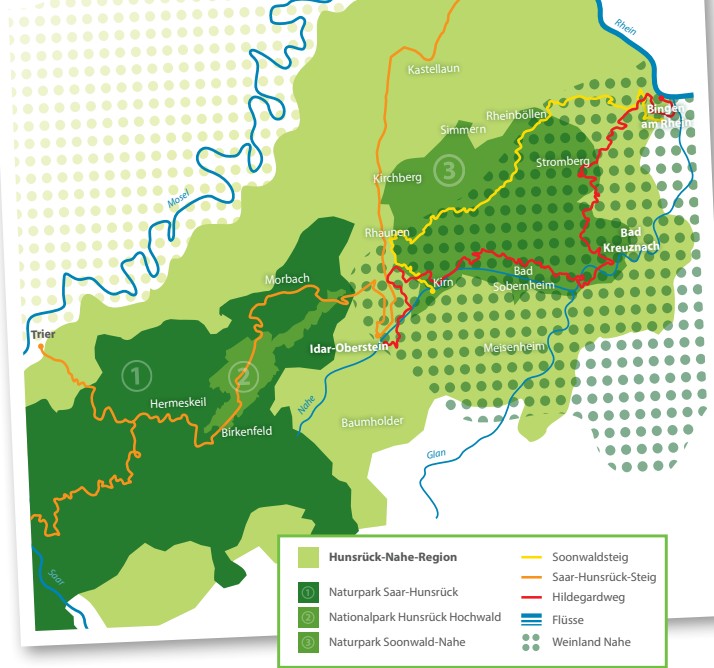 Rhein
Kastellaun
Bingen
am Rhein
Rheinböllen
Simmern
Stromberg
3
Kirchberg
Mosel
Rhaunen
Bad
Kreuznach
Morbach
Kirn
Bad
Sobernheim
Trier
Idar-Oberstein
Meisenheim
1
2
Hermeskeil
Nahe
Birkenfeld
Baumholder
Glan
Saar
Hunsrück-Nahe-Region
1 Naturpark Saar-Hunsrück
2 Nationalpark Hunsrück Hochwald
3 Naturpark Soonwald-Nahe
Soonwaldsteig
Saar-Hunsrück-Steig
Hildegardweg
Flüsse
Weinland Nahe